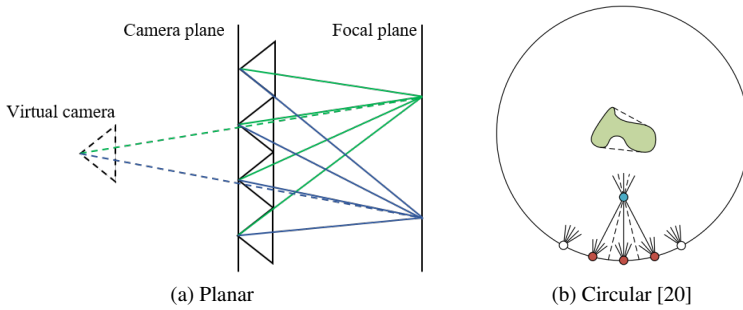 Camera plane
Focal plane
Virtual camera
(a) Planar
(b) Circular [20]